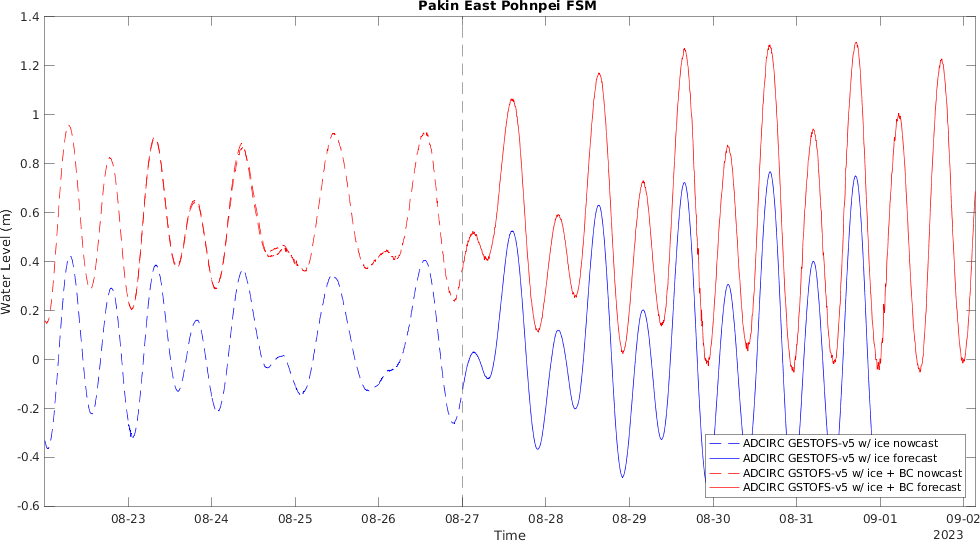 Pakin East Pohnpei FSM
1.4
1.2
1
0.8
0.6
0.4
0.2
0
-0.2
-0.4
-0.6
Water Level (m)
ADCIRC GESTOFS-v5 w/ ice nowcast
ADCIRC GESTOFS-v5 w/ ice forecast
ADCIRC GSTOFS-v5 w/ ice + BC nowcast
ADCIRC GSTOFS-v5 w/ ice + BC forecast
08-23 08-24 08-25 08-26 08-27 08-28 08-29 08-30 08-31 09-01 09-02
Time
2023